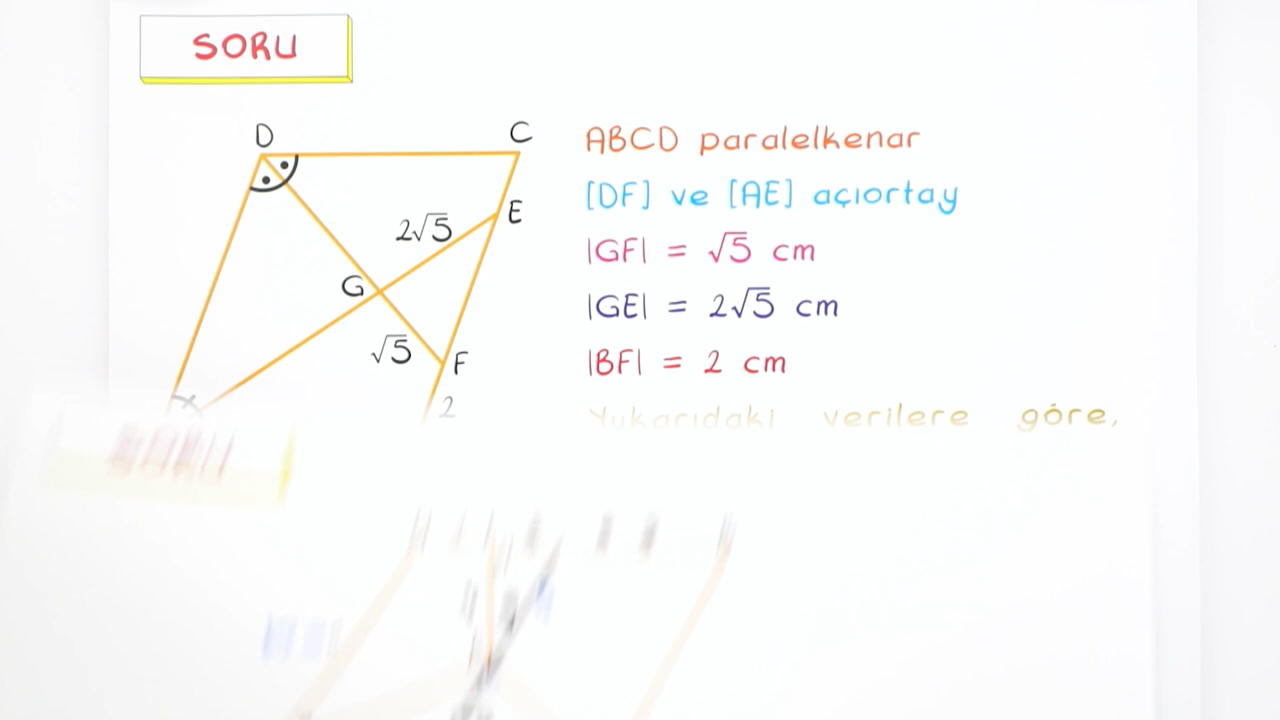 SORU
D
C
ABCD paralelkenar
[DF] ve [AE] açıortay
E
2√5
|GF| = √5 cm
G
|GE| = 2√5 cm
√5
F
|BF| = 2 cm
2
Yukarıdaki verilere göre,